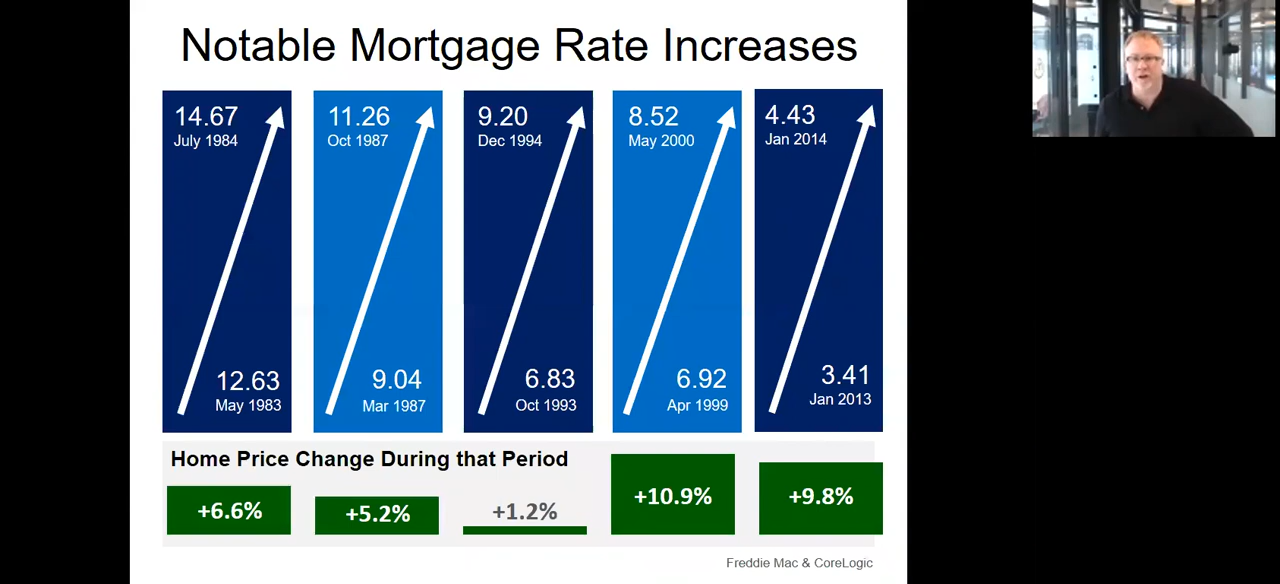 Notable Mortgage Rate Increases
14.67
July 1984
12.63
May 1983
11.26
Oct 1987
9.04
Mar 1987
9.20
Dec 1994
6.83
Oct 1993
8.52
May 2000
6.92
Apr 1999
4.43
Jan 2014
3.41
Jan 2013
Home Price Change During that Period
+6.6%
+5.2%
+1.2%
+10.9%
+9.8%
Freddie Mac & CoreLogic